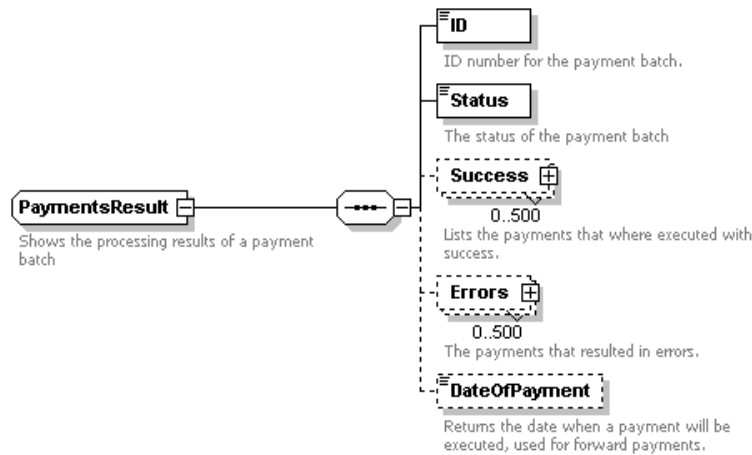 ID
ID number for the payment batch.
Status
The status of the payment batch
Success
0..500
Lists the payments that where executed with
success.
PaymentsResult
Shows the processing results of a payment
batch
Errors
0..500
The payments that resulted in errors.
DateOfPayment
Returns the date when a payment will be
executed, used for forward payments.